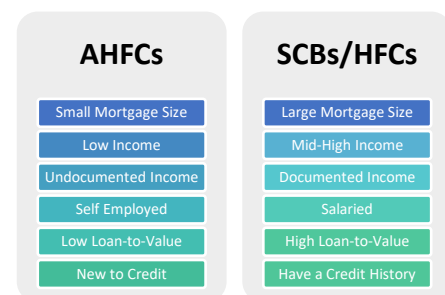 AHFCs
Small Mortgage Size
Low Income
Undocumented Income
Self Employed
Low Loan-to-Value
New to Credit
SCBs/HFCs
Large Mortgage Size
Mid-High Income
Documented Income
Salaried
High Loan-to-Value
Have a Credit History